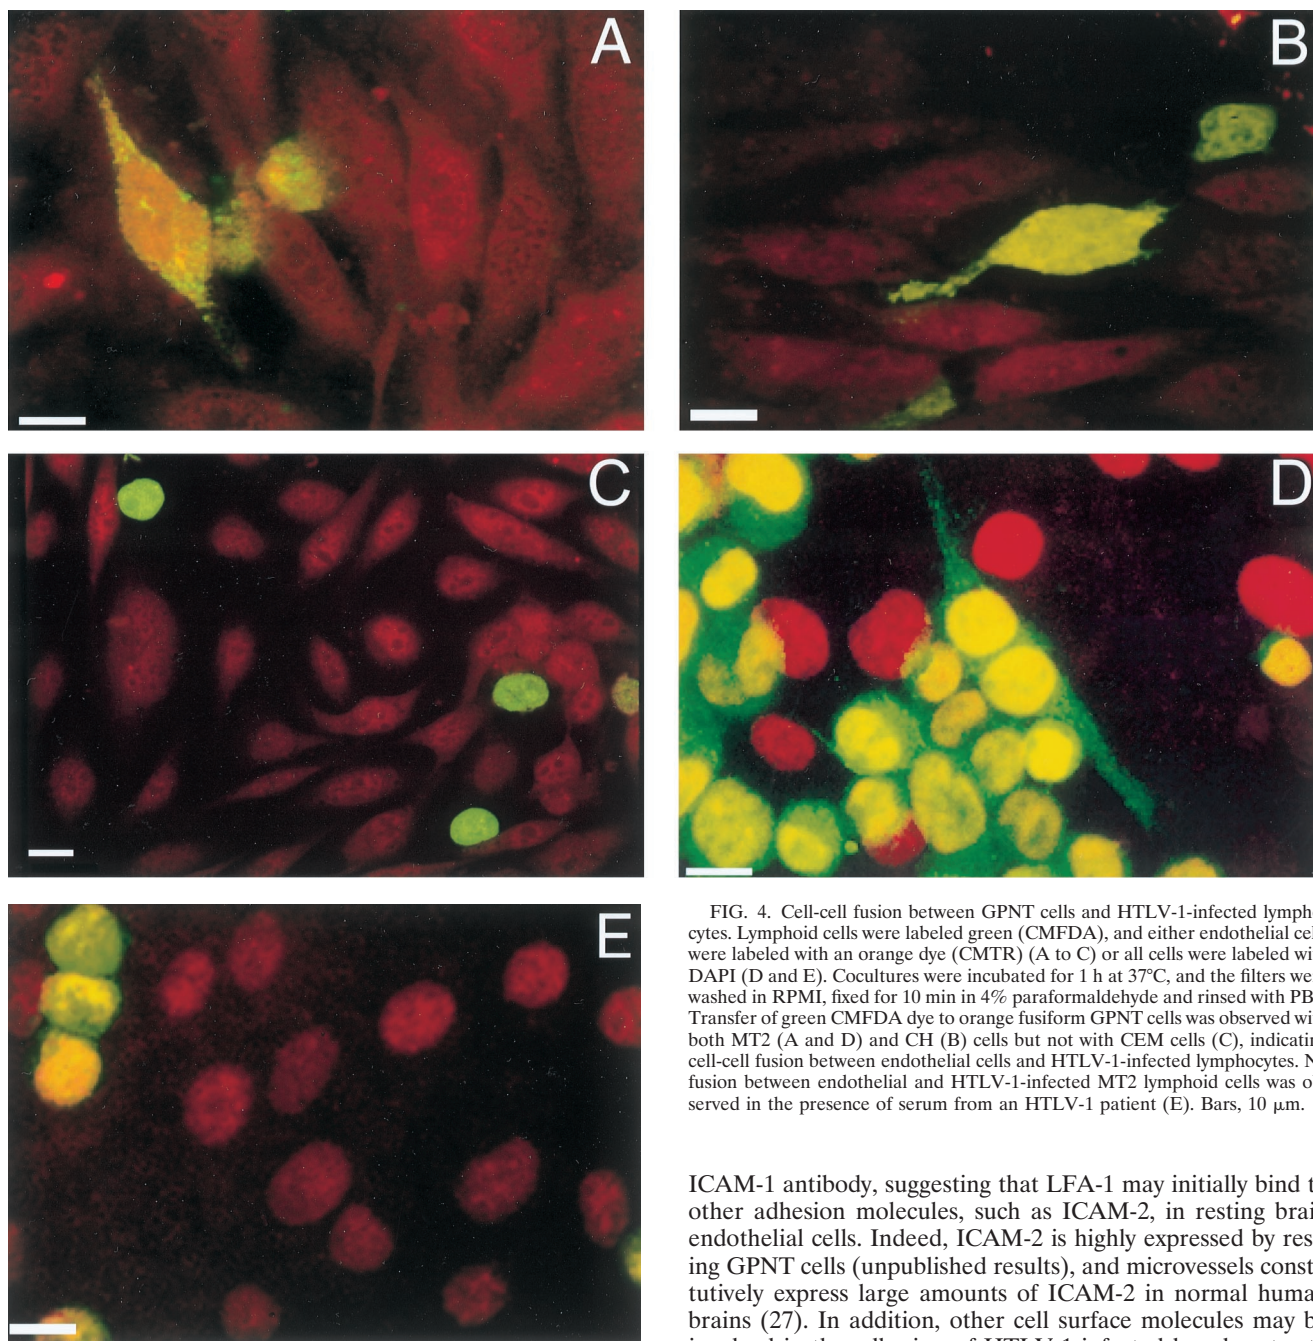 A
B
C
D
E
FIG. 4. Cell-cell fusion between GPNT cells and HTLV-1-infected lympho
cytes. Lymphoid cells were labeled green (CMFDA), and either endothelial cel
were labeled with an orange dye (CMTR) (A to C) or all cells were labeled wi
DAPI (D and E). Cocultures were incubated for 1 h at 37°C, and the filters we
washed in RPMI, fixed for 10 min in 4% paraformaldehyde and rinsed with PB
Transfer of green CMFDA dye to orange fusiform GPNT cells was observed wi
both MT2 (A and D) and CH (B) cells but not with CEM cells (C), indicatin
cell-cell fusion between endothelial cells and HTLV-1-infected lymphocytes. N
fusion between endothelial and HTLV-1-infected MT2 lymphoid cells was o
served in the presence of serum from an HTLV-1 patient (E). Bars, 10 μm.
ICAM-1 antibody, suggesting that LFA-1 may initially bind t
other adhesion molecules, such as ICAM-2, in resting brai
endothelial cells. Indeed, ICAM-2 is highly expressed by res
ing GPNT cells (unpublished results), and microvessels const
tutively express large amounts of ICAM-2 in normal huma
brains (27). In addition, other cell surface molecules may b